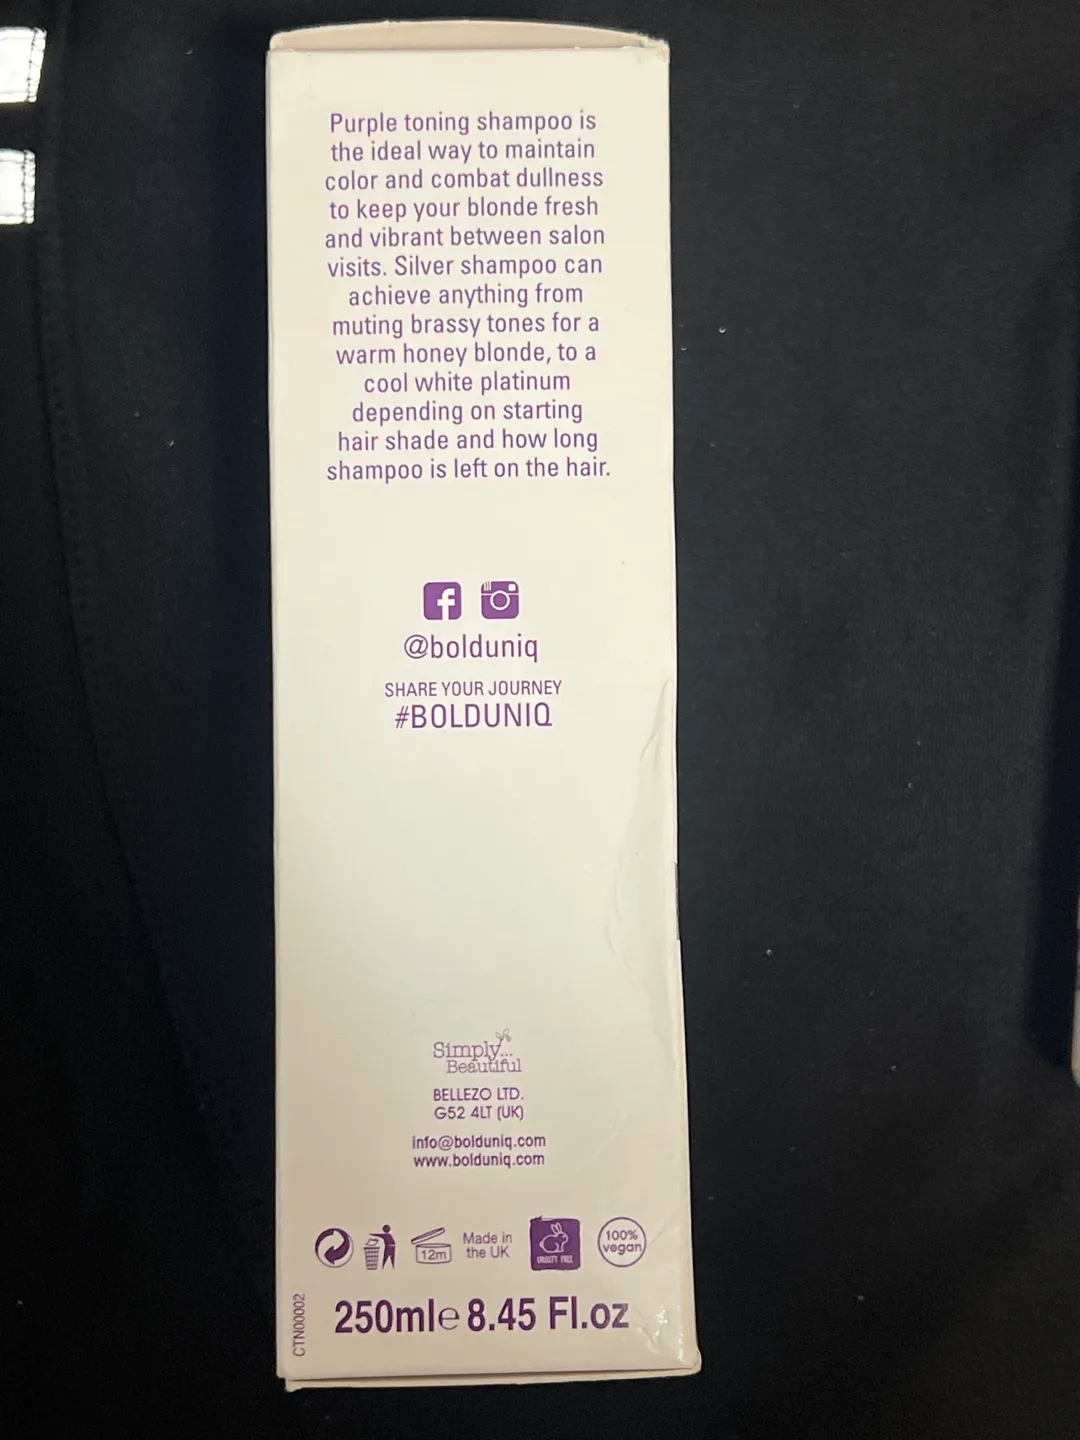 Purple toning shampoo is
the ideal way to maintain
color and combat dullness
to keep your blonde fresh
and vibrant between salon
visits. Silver shampoo can
achieve anything from
muting brassy tones for a
warm honey blonde, to a
cool white platinum
depending on starting
hair shade and how long
shampoo is left on the hair.
@bolduniq
SHARE YOUR JOURNEY
#BOLDUNIQ
Simply...
Beautiful
BELLEZO LTD.
G52 4LT (UK)
info@bolduniq.com
www.bolduniq.com
12m
Made in
the UK
CRUELTY FREE
100%
vegan
CTN00002
250ml℮ 8.45 Fl.oz